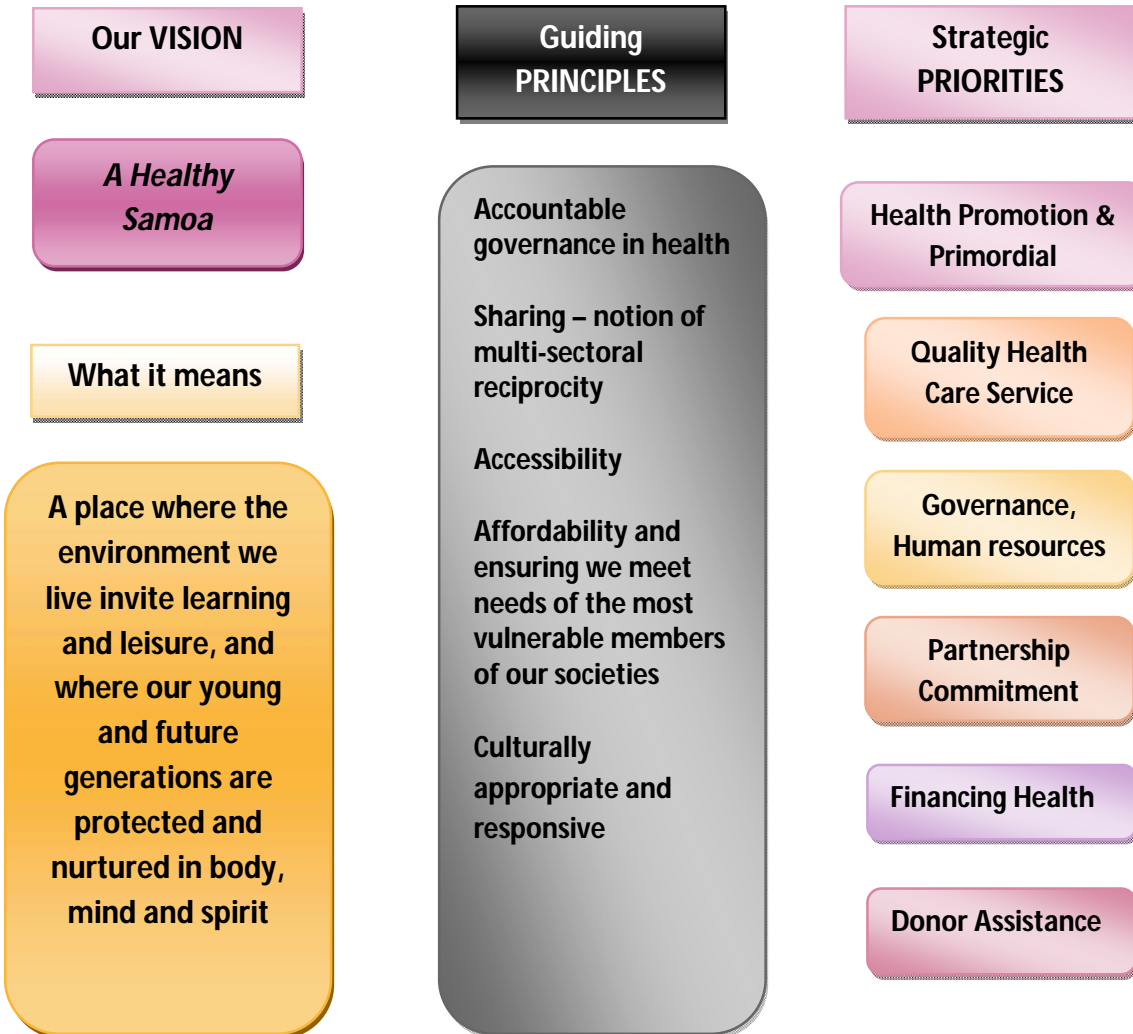 Our VISION
A Healthy
Samoa
What it means
A place where the
environment we
live invite learning
and leisure, and
where our young
and future
generations are
protected and
nurtured in body,
mind and spirit
Guiding
PRINCIPLES
Accountable
governance in health
Sharing – notion of
multi-sectoral
reciprocity
Accessibility
Affordability and
ensuring we meet
needs of the most
vulnerable members
of our societies
Culturally
appropriate and
responsive
Strategic
PRIORITIES
Health Promotion &
Primordial
Quality Health
Care Service
Governance,
Human resources
Partnership
Commitment
Financing Health
Donor Assistance